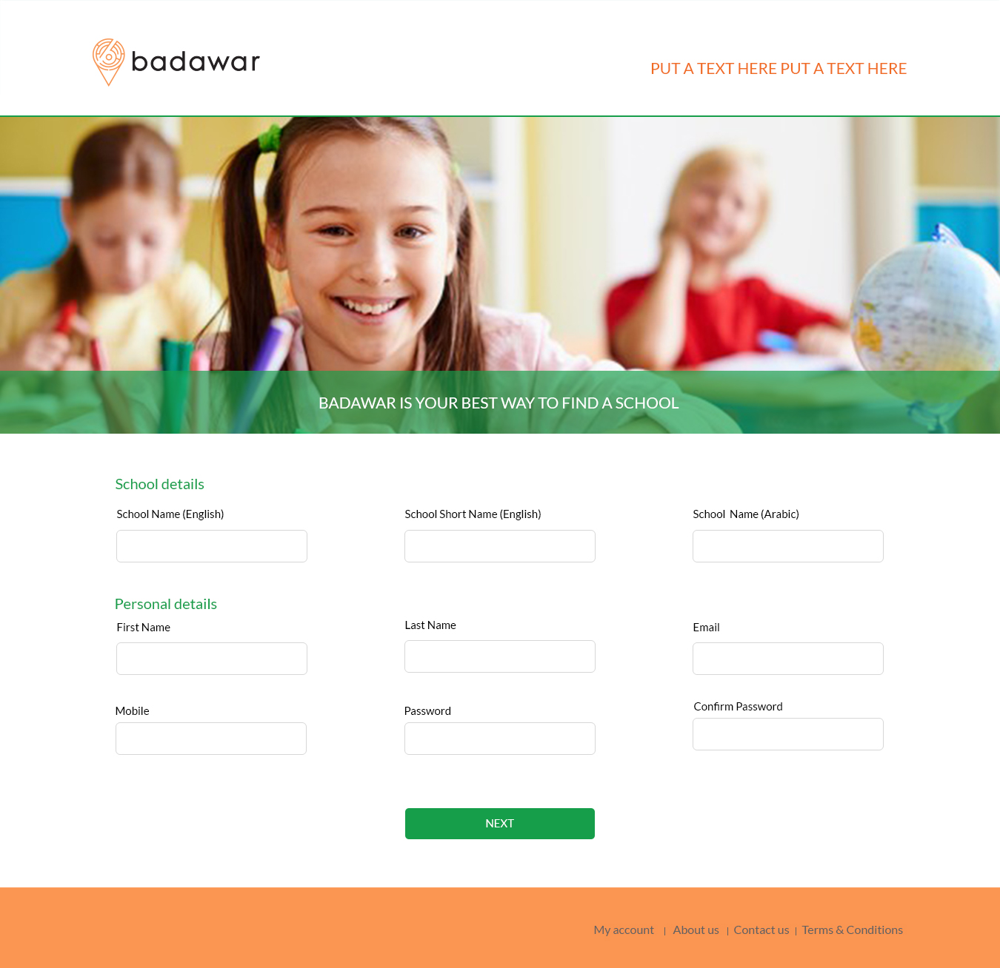 badawar
PUT A TEXT HERE PUT A TEXT HERE
BADAWAR IS YOUR BEST WAY TO FIND A SCHOOL
School details
School Name (English)
School Short Name (English)
School  Name (Arabic)
Personal details
First Name
Last Name
Email
Mobile
Password
Confirm Password
NEXT
My account | About us | Contact us | Terms & Conditions